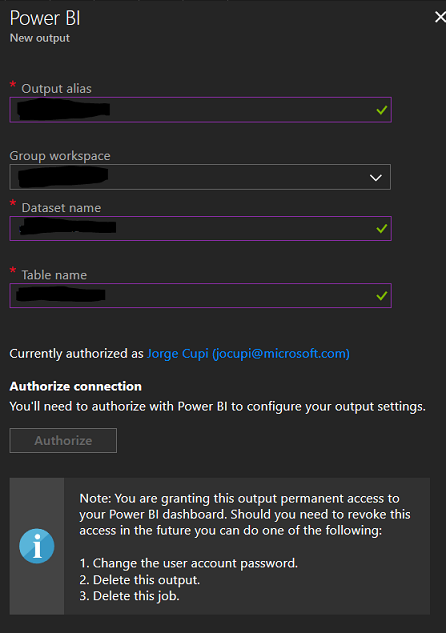 Power BI
New output
* Output alias
Group workspace
* Dataset name
* Table name
Currently authorized as Jorge Cupi (jocupi@microsoft.com)
Authorize connection
You'll need to authorize with Power BI to configure your output settings.
Authorize
Note: You are granting this output permanent access to
your Power BI dashboard. Should you need to revoke this
access in the future you can do one of the following:
1. Change the user account password.
2. Delete this output.
3. Delete this job.